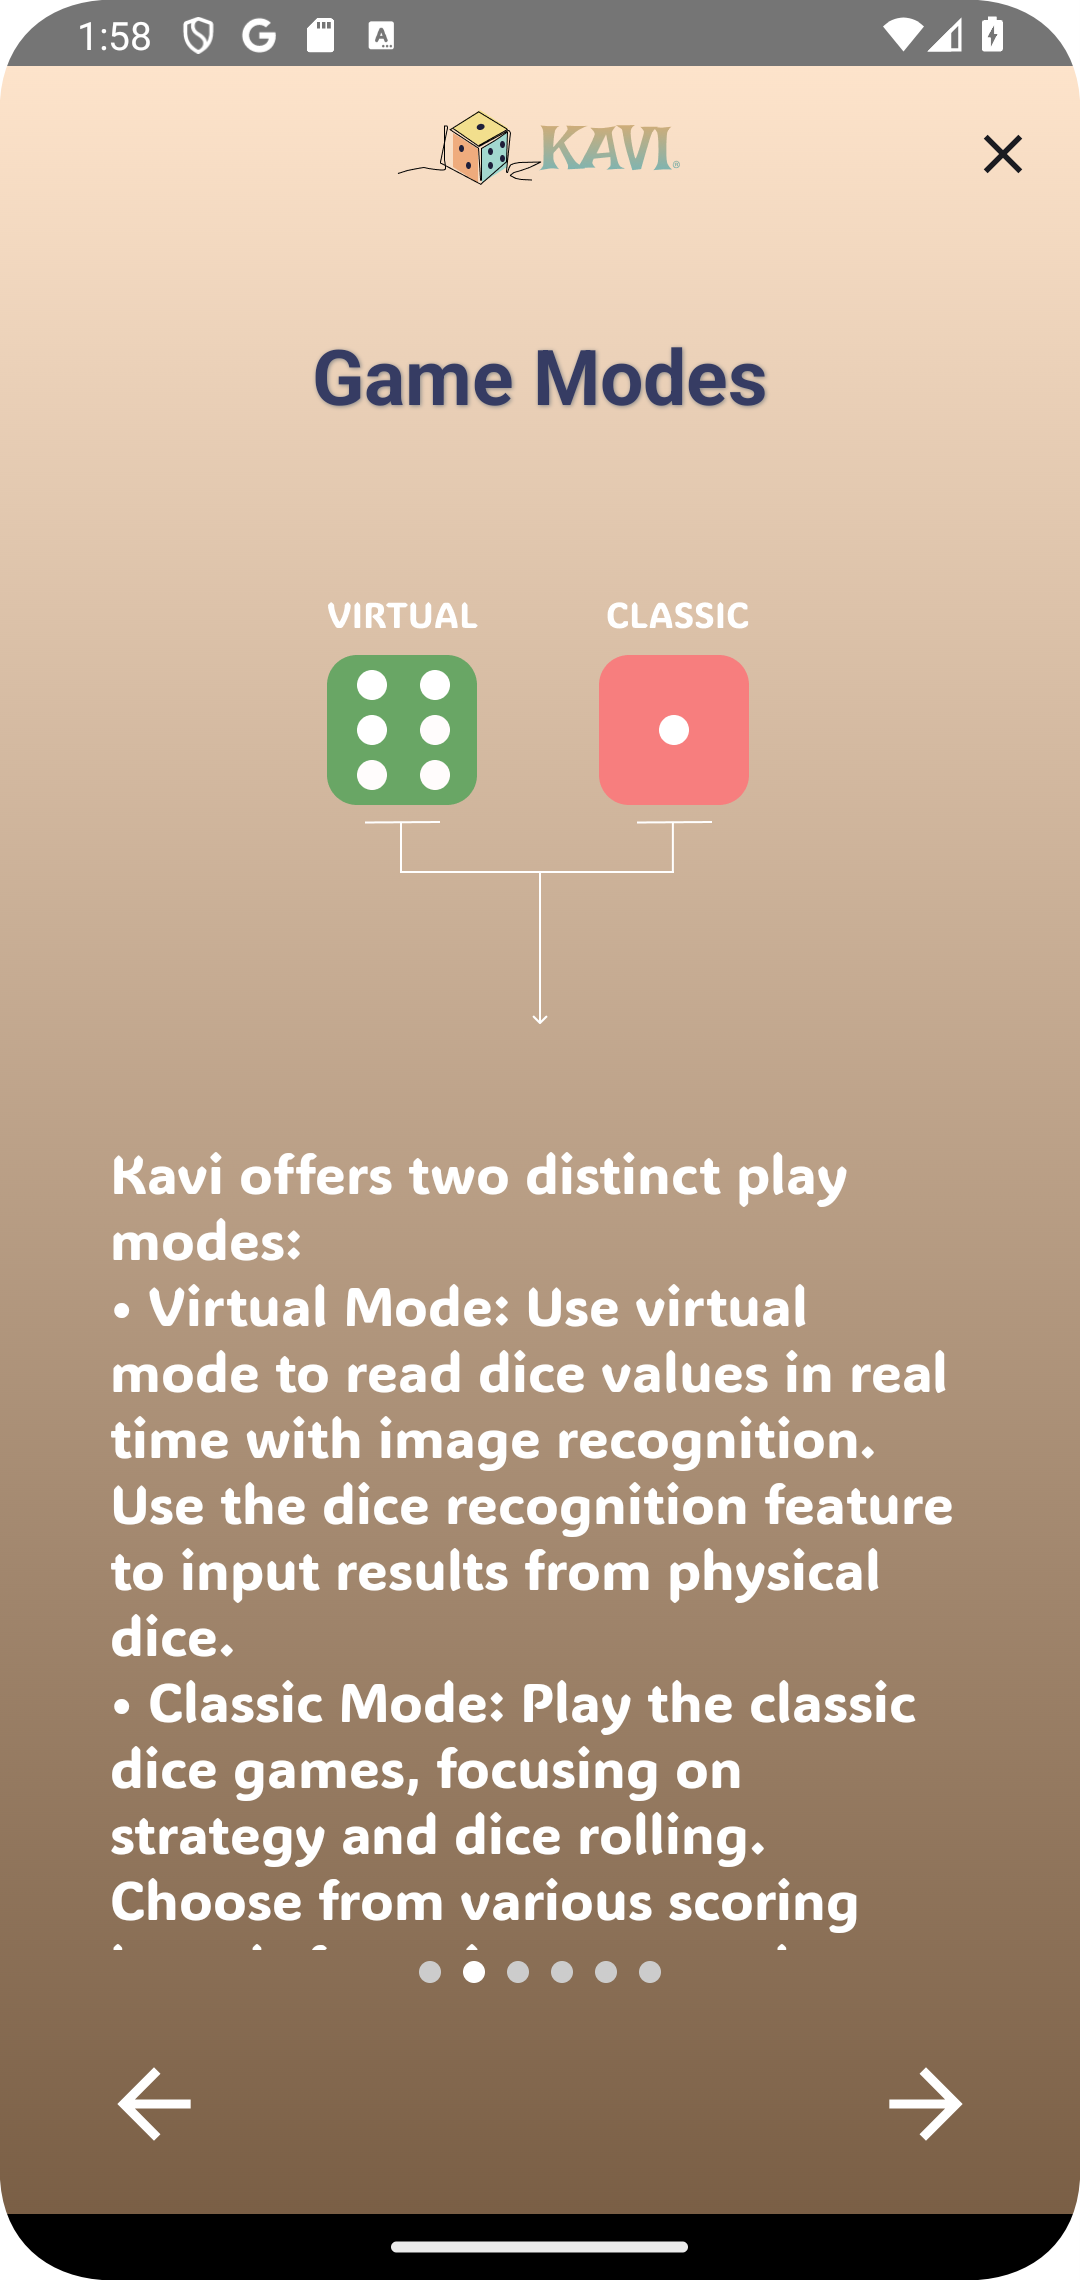 1:58
KAVI®
Game Modes
VIRTUAL CLASSIC
Kavi offers two distinct play
modes:
• Virtual Mode: Use virtual
mode to read dice values in real
time with image recognition.
Use the dice recognition feature
to input results from physical
dice.
• Classic Mode: Play the classic
dice games, focusing on
strategy and dice rolling.
Choose from various scoring